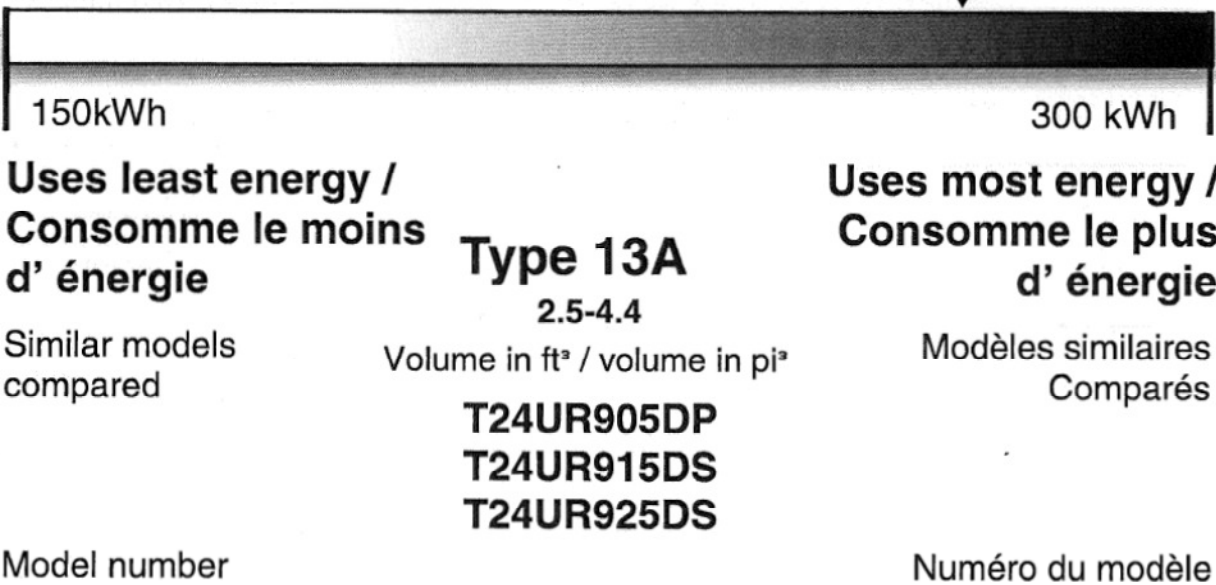 150kWh
300 kWh
Uses least energy /
Consomme le moins
d' énergie
Uses most energy /
Consomme le plus
d' énergie
Type 13A
2.5-4.4
Volume in ft³ / volume in pi³
Similar models
compared
Modèles similaires
Comparés
T24UR905DP
T24UR915DS
T24UR925DS
Model number
Numéro du modèle